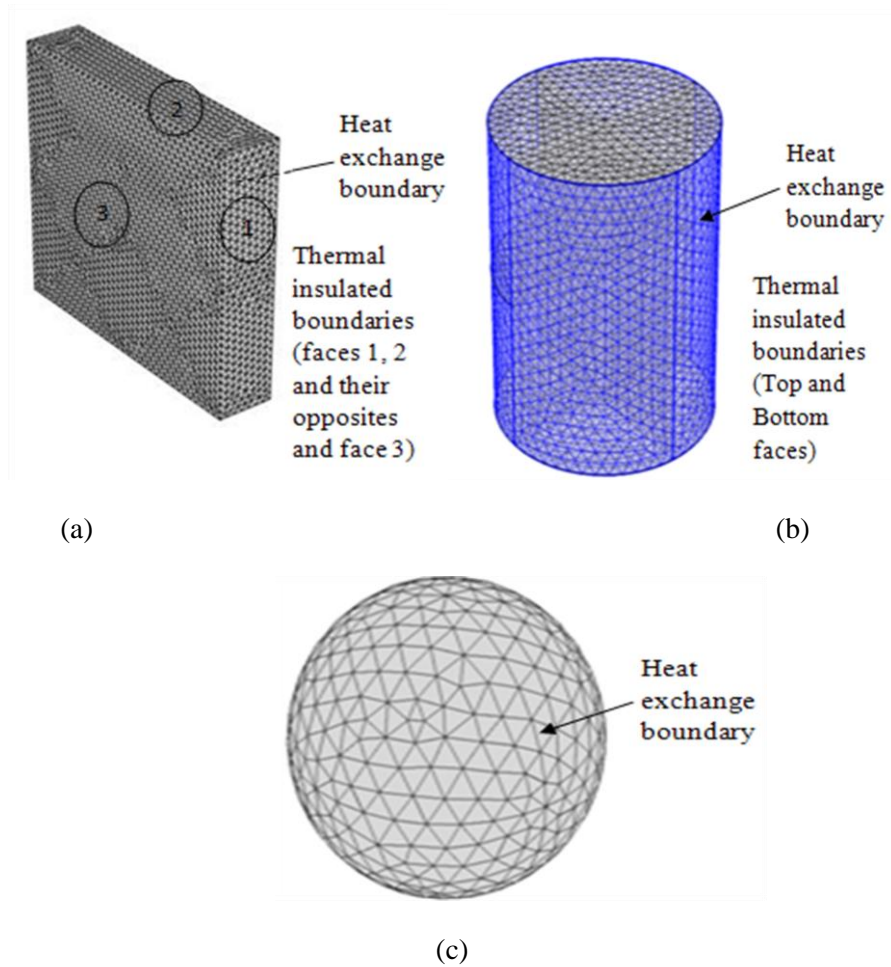 2
3
1
Heat
exchange
boundary
Thermal
insulated
boundaries
(faces 1, 2
and their
opposites
and face 3)
Heat
exchange
boundary
Thermal
insulated
boundaries
(Top and
Bottom
faces)
(a)
(b)
Heat
exchange
boundary
(c)